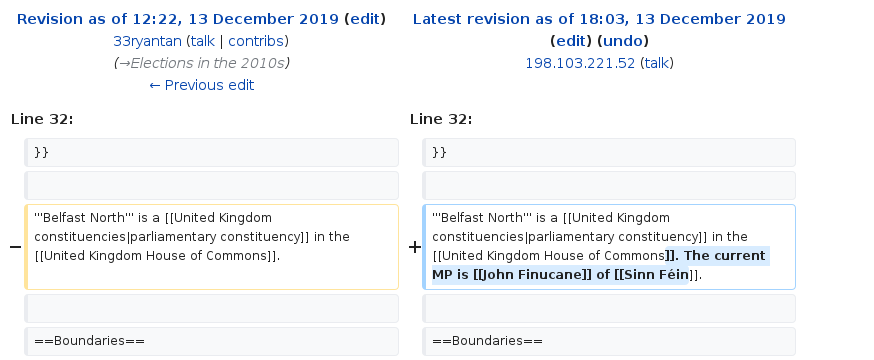 Revision as of 12:22, 13 December 2019 (edit)
33ryantan (talk | contribs)
(→Elections in the 2010s)
← Previous edit
Latest revision as of 18:03, 13 December 2019
(edit) (undo)
198.103.221.52 (talk)
Line 32:
Line 32:
}}
}}
−
'''Belfast North''' is a [[United Kingdom
constituencies|parliamentary constituency]] in the
[[United Kingdom House of Commons]].
+
'''Belfast North''' is a [[United Kingdom
constituencies|parliamentary constituency]] in the
[[United Kingdom House of Commons]]. The current
MP is [[John Finucane]] of [[Sinn Féin]].
==Boundaries==
==Boundaries==